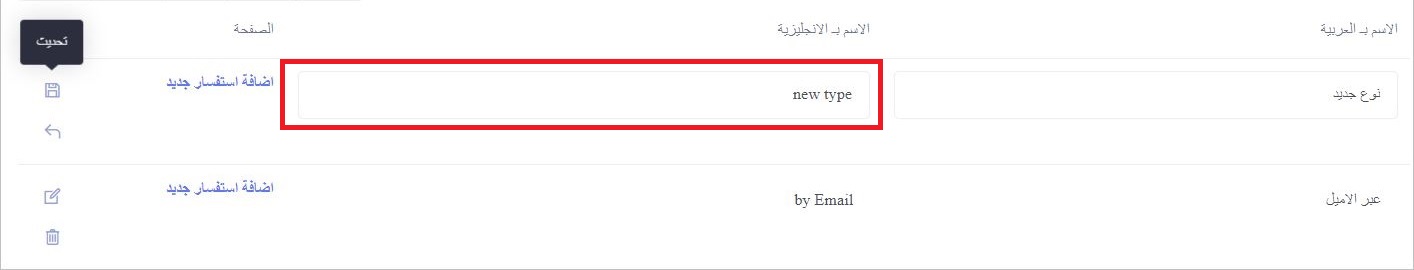 الاسم بـ العربية
الاسم بـ الانجليزية
الصفحة
تحديث
نوع جديد
new type
اضافة استفسار جديد
عبر الاميل
by Email
اضافة استفسار جديد